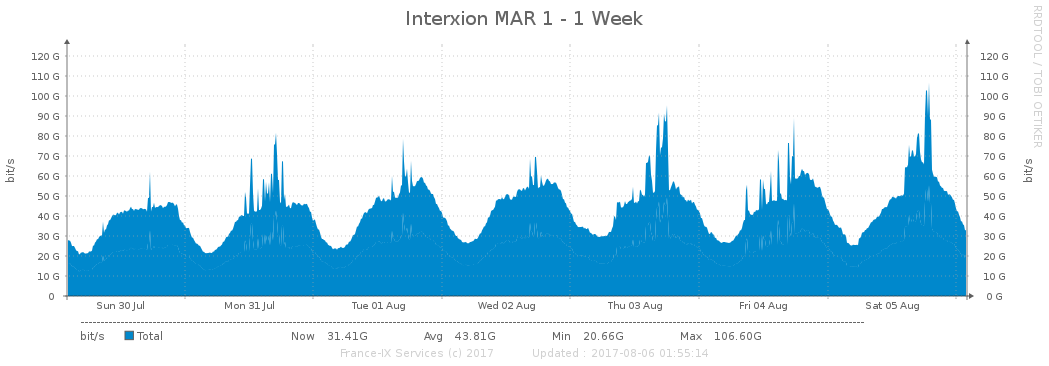 Interxion MAR 1 - 1 Week
RRDTOOL / TOBI OETIKER
120 G 120 G
110 G 110 G
100 G 100 G
90 G 90 G
80 G 80 G
70 G 70 G
60 G 60 G
50 G 50 G
40 G 40 G
30 G 30 G
20 G 20 G
10 G 10 G
0 0 G
bit/s
bit/s
Sun 30 Jul Mon 31 Jul Tue 01 Aug Wed 02 Aug Thu 03 Aug Fri 04 Aug Sat 05 Aug
bit/s Total Now 31.41G Avg 43.81G Min 20.66G Max 106.60G
France-IX Services (c) 2017 Updated : 2017-08-06 01:55:14